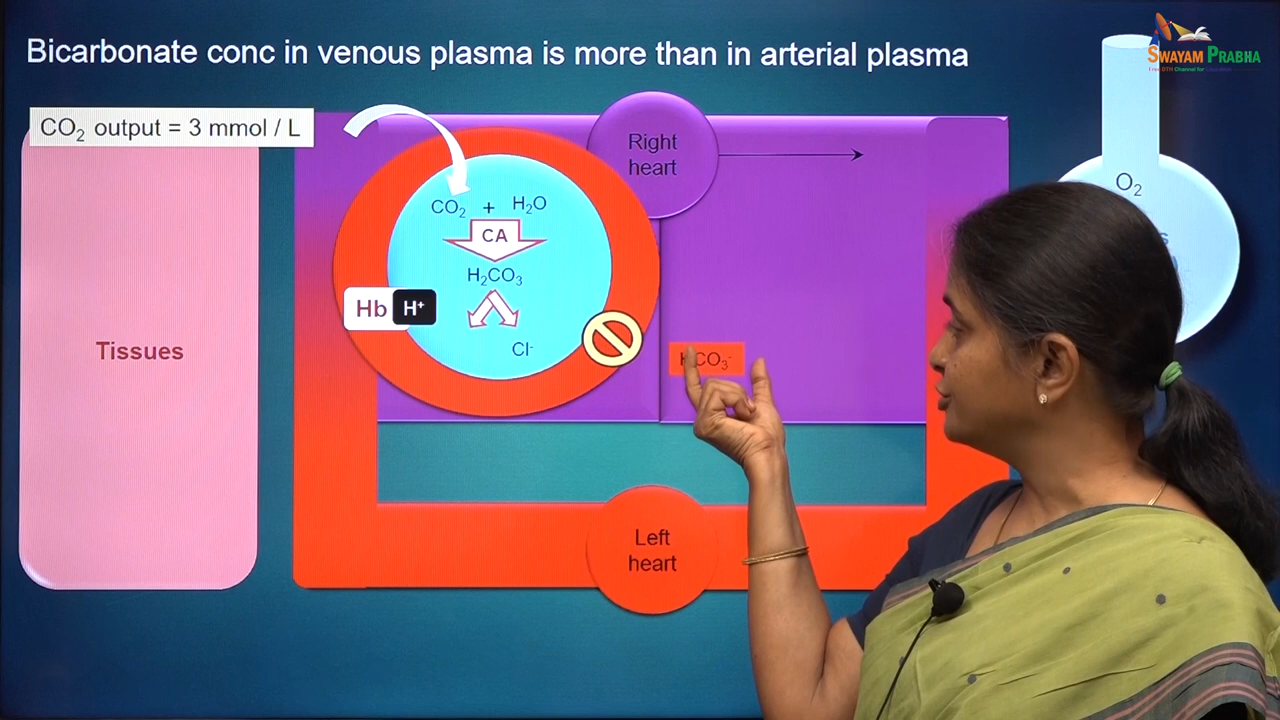 Bicarbonate conc in venous plasma is more than in arterial plasma
SWAYAM PRABHA
CO₂ output = 3 mmol / L
Right
heart
O₂
CO₂ + H₂O
CA
H₂CO₃
Hb H⁺
Cl⁻
HCO₃⁻
Tissues
Left
heart